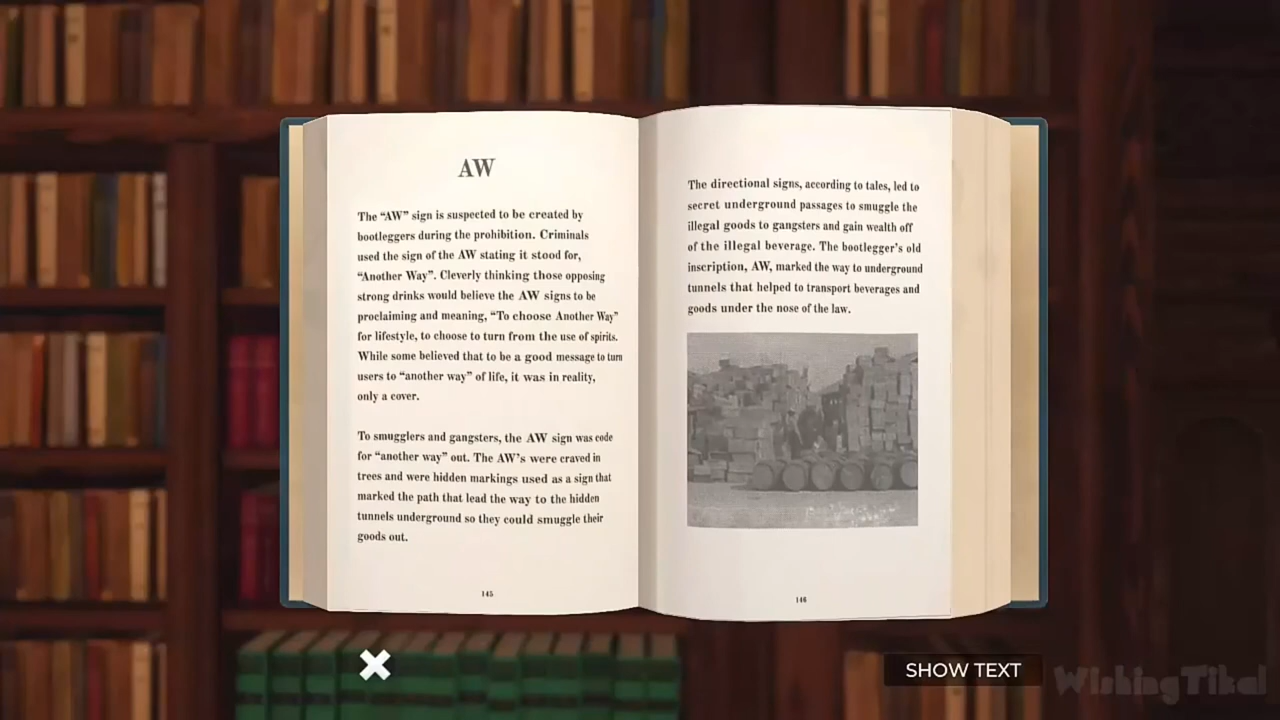 AW
The “AW” sign is suspected to be created by
bootleggers during the prohibition. Criminals
used the sign of the AW stating it stood for,
“Another Way”. Cleverly thinking those opposing
strong drinks would believe the AW signs to be
proclaiming and meaning, “To choose Another Way”
for lifestyle, to choose to turn from the use of spirits.
While some believed that to be a good message to turn
users to “another way” of life, it was in reality,
only a cover.
To smugglers and gangsters, the AW sign was code
for “another way” out. The AW’s were craved in
trees and were hidden markings used as a sign that
marked the path that lead the way to the hidden
tunnels underground so they could smuggle their
goods out.
145
The directional signs, according to tales, led to
secret underground passages to smuggle the
illegal goods to gangsters and gain wealth off
of the illegal beverage. The bootlegger’s old
inscription, AW, marked the way to underground
tunnels that helped to transport beverages and
goods under the nose of the law.
146
SHOW TEXT
WishingTikal